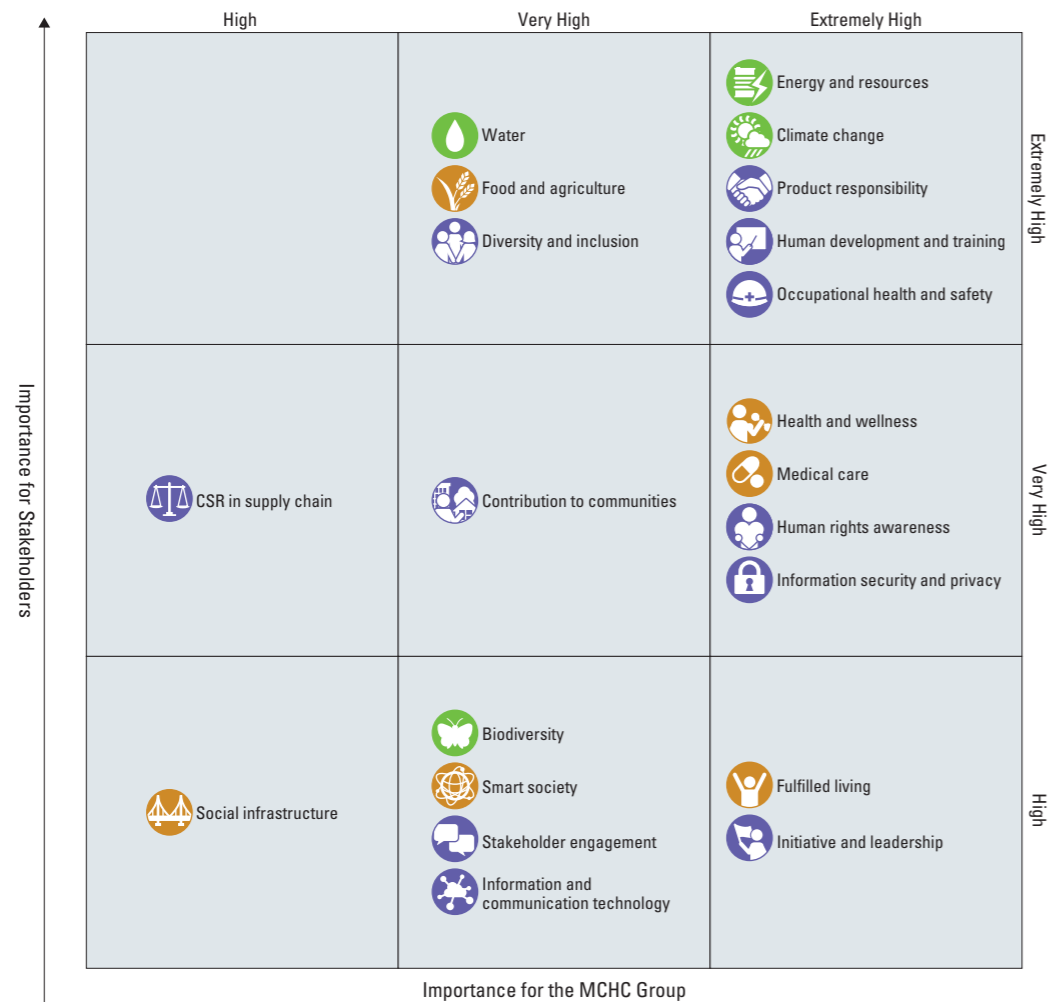 High
Very High
Extremely High
Energy and resources
Climate change
Product responsibility
Human development and training
Occupational health and safety
Water
Food and agriculture
Diversity and inclusion
Extremely High
Importance for Stakeholders
CSR in supply chain
Contribution to communities
Health and wellness
Medical care
Human rights awareness
Information security and privacy
Very High
Social infrastructure
Biodiversity
Smart society
Stakeholder engagement
Information and
communication technology
Fulfilled living
Initiative and leadership
High
Importance for the MCHC Group